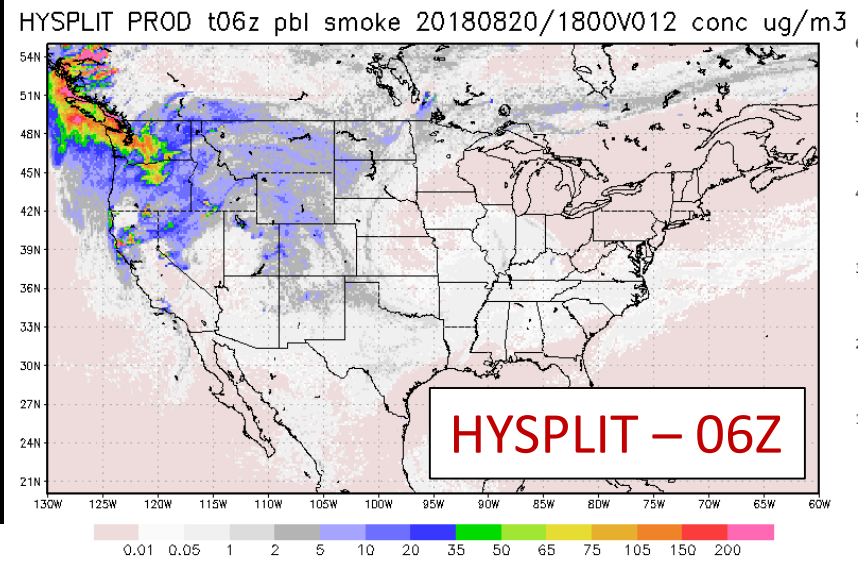 HYSPLIT PROD t06z pbl smoke 20180820/1800V012 conc ug/m3
54N
51N
48N
45N
42N
39N
36N
33N
30N
27N
24N
21N
HYSPLIT – 06Z
130W 125W 120W 115W 110W 105W 100W 95W 90W 85W 80W 75W 70W 65W 60W
0.01 0.05 1 2 5 10 20 35 50 65 75 105 150 200